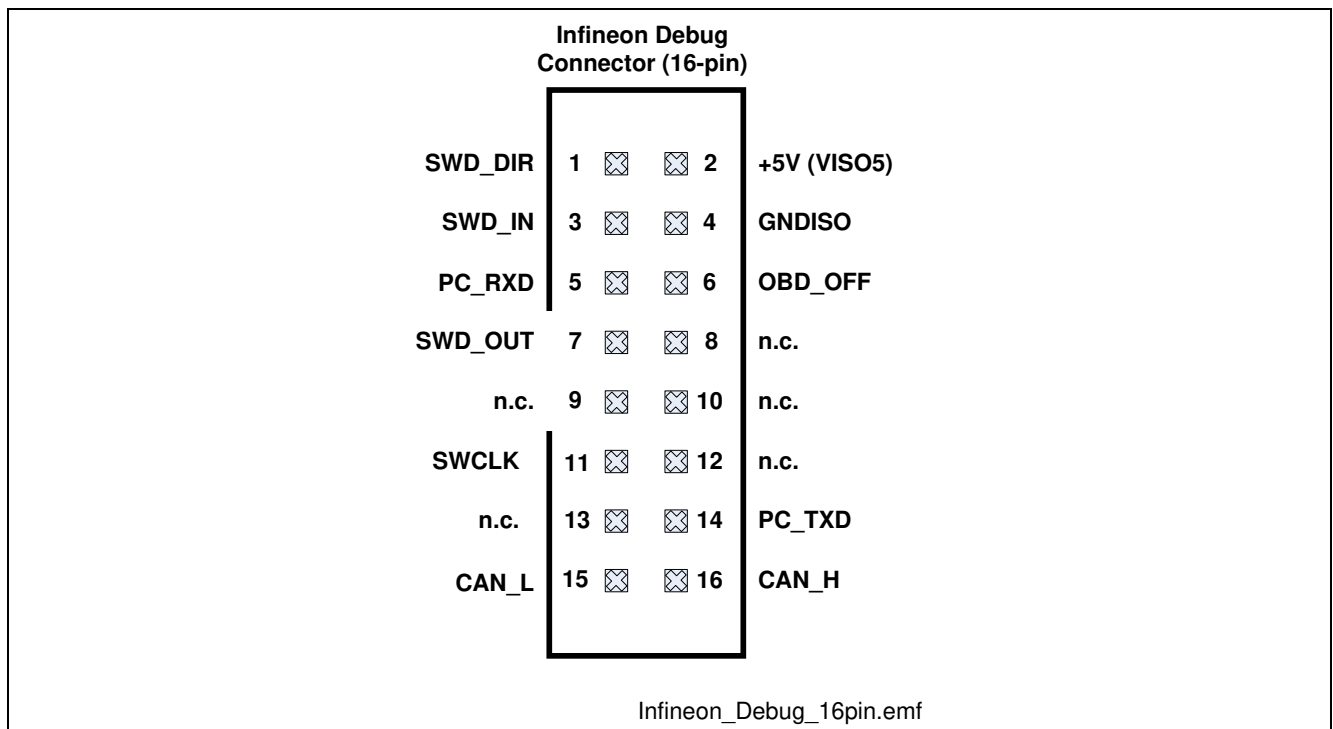 Infineon Debug
Connector (16-pin)
SWD_DIR 1 2 +5V (VISO5)
SWD_IN 3 4 GNDISO
PC_RXD 5 6 OBD_OFF
SWD_OUT 7 8 n.c.
n.c. 9 10 n.c.
SWCLK 11 12 n.c.
n.c. 13 14 PC_TXD
CAN_L 15 16 CAN_H
Infineon_Debug_16pin.emf